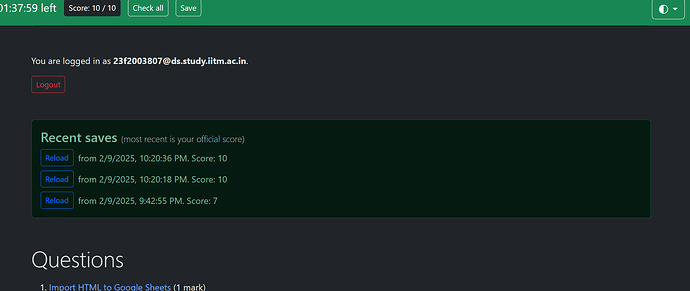 01:37:59 left Score: 10 / 10 Check all Save
You are logged in as 23f2003807@ds.study.iitm.ac.in.
Logout
Recent saves (most recent is your official score)
Reload from 2/9/2025, 10:20:36 PM. Score: 10
Reload from 2/9/2025, 10:20:18 PM. Score: 10
Reload from 2/9/2025, 9:42:55 PM. Score: 7
Questions
1. Import HTML to Google Sheets (1 mark)